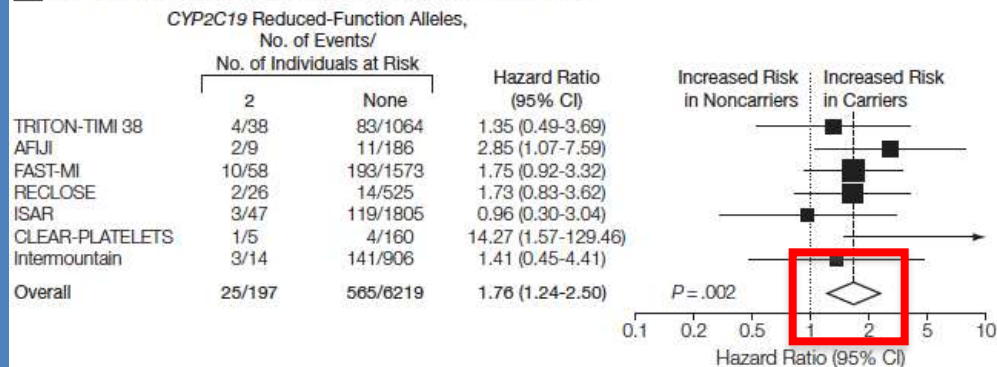 CYP2C19 Reduced-Function Alleles,
No. of Events/
No. of Individuals at Risk
2 None Hazard Ratio (95% CI) Increased Risk in Noncarriers Increased Risk in Carriers
TRITON-TIMI 38 4/38 83/1064 1.35 (0.49-3.69)
AFIJI 2/9 11/186 2.85 (1.07-7.59)
FAST-MI 10/58 193/1573 1.75 (0.92-3.32)
RECLOSE 2/26 14/525 1.73 (0.83-3.62)
ISAR 3/47 119/1805 0.96 (0.30-3.04)
CLEAR-PLATELETS 1/5 4/160 14.27 (1.57-129.46)
Intermountain 3/14 141/906 1.41 (0.45-4.41)
Overall 25/197 565/6219 1.76 (1.24-2.50) P = .002
0.1 0.2 0.5 1 2 5 10
Hazard Ratio (95% CI)